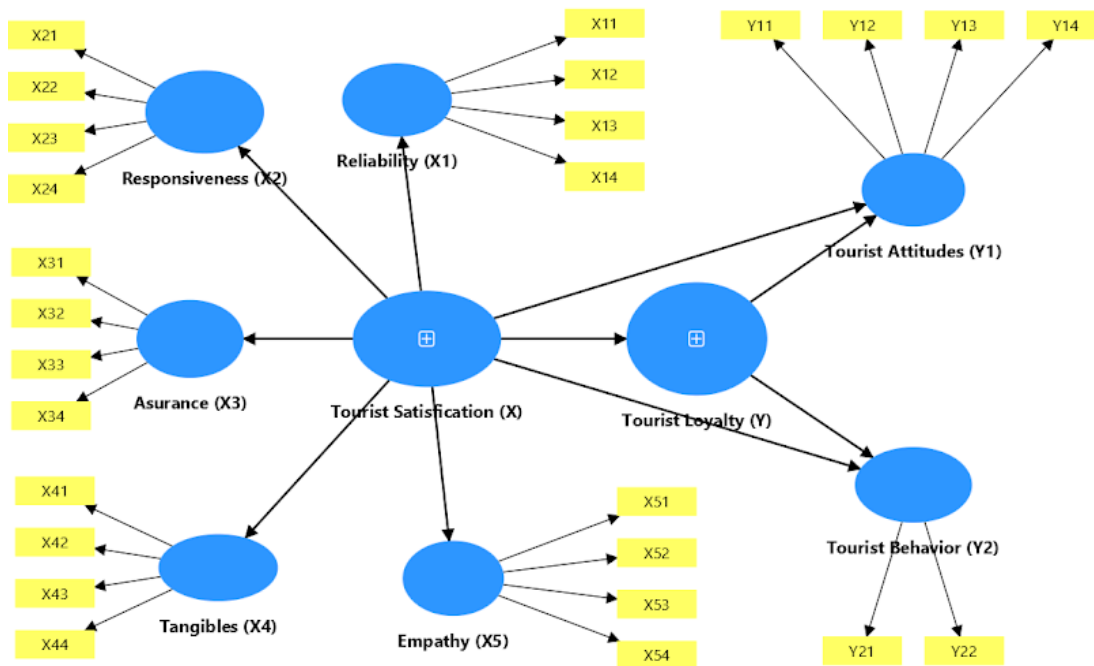 X21
X22
X23
X24
Responsiveness (X2)
X11
X12
X13
X14
Reliability (X1)
Y11
Y12
Y13
Y14
Tourist Attitudes (Y1)
X31
X32
X33
X34
Asurance (X3)
Tourist Satisfication (X)
Tourist Loyalty (Y)
X41
X42
X43
X44
Tangibles (X4)
X51
X52
X53
X54
Empathy (X5)
Tourist Behavior (Y2)
Y21
Y22